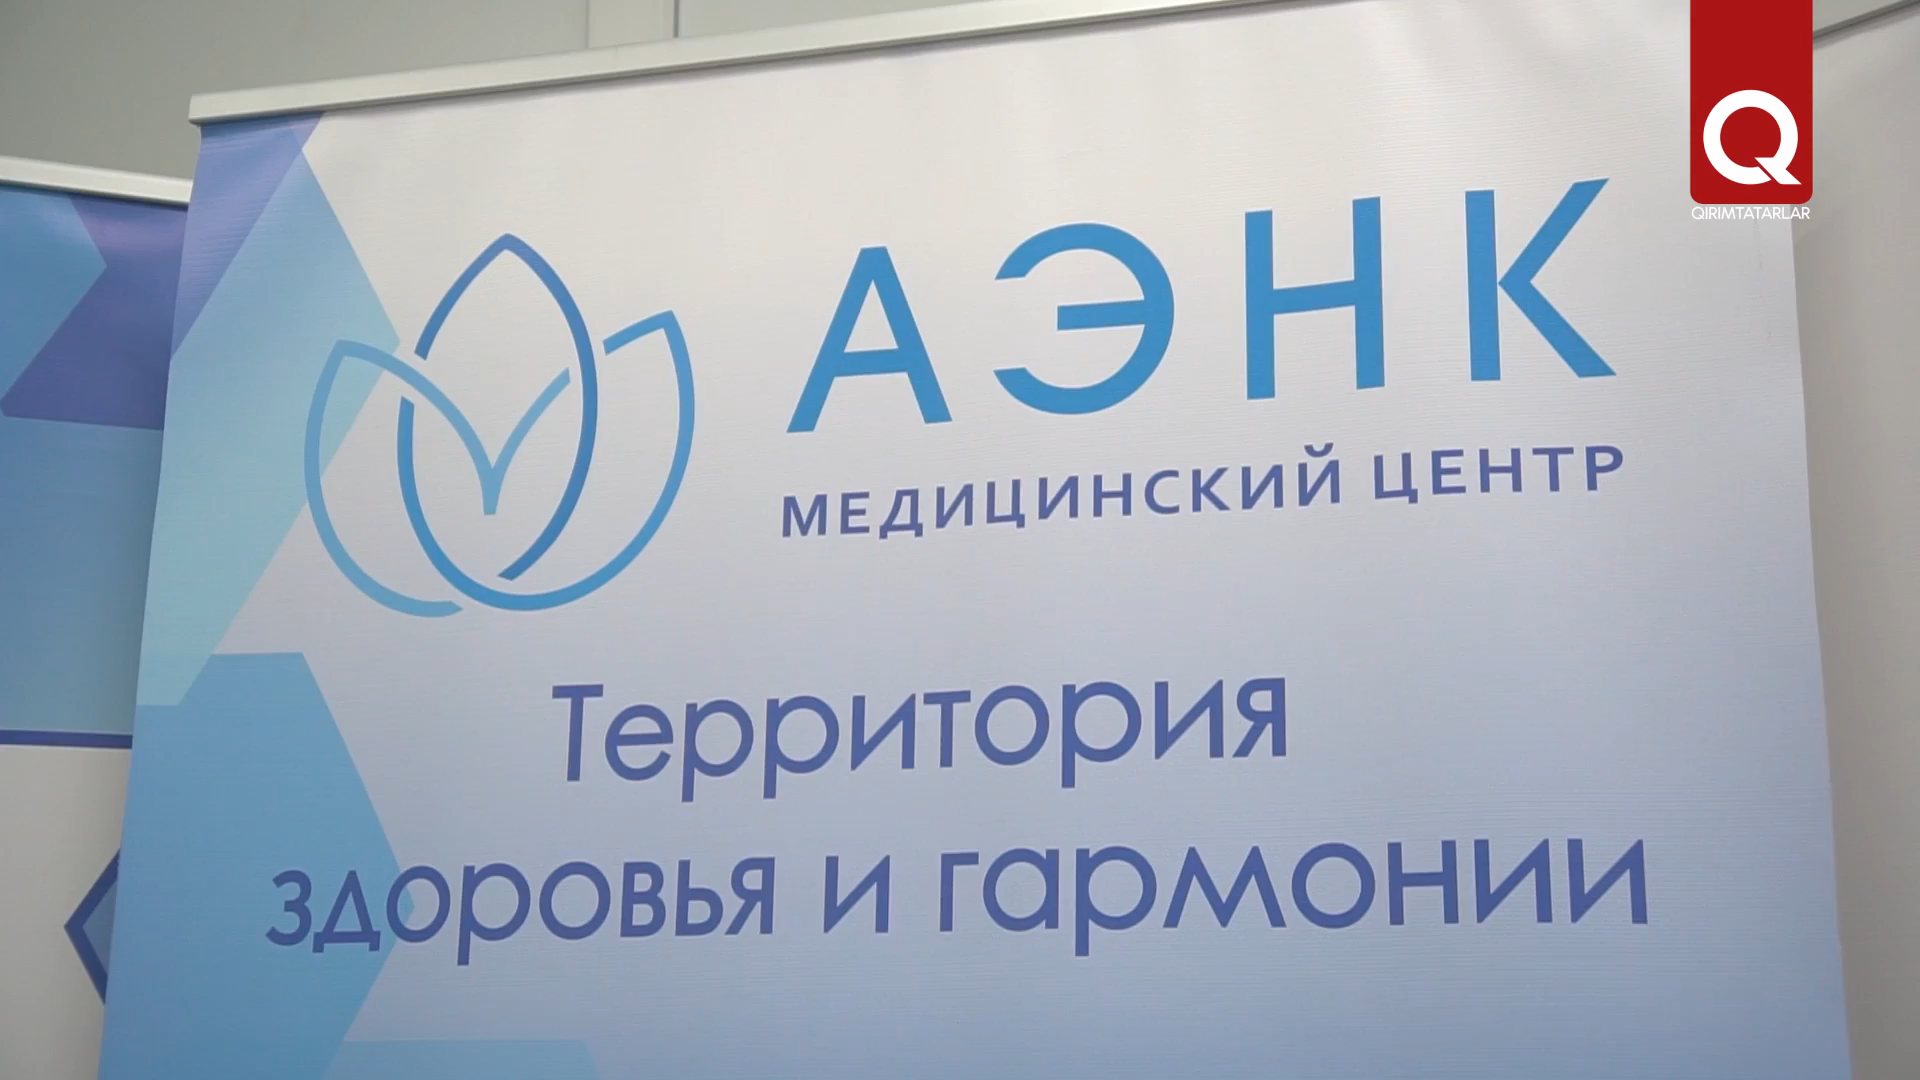 QIRIMTATARLAR
АЭНК
МЕДИЦИНСКИЙ ЦЕНТР
Территория
здоровья и гармонии